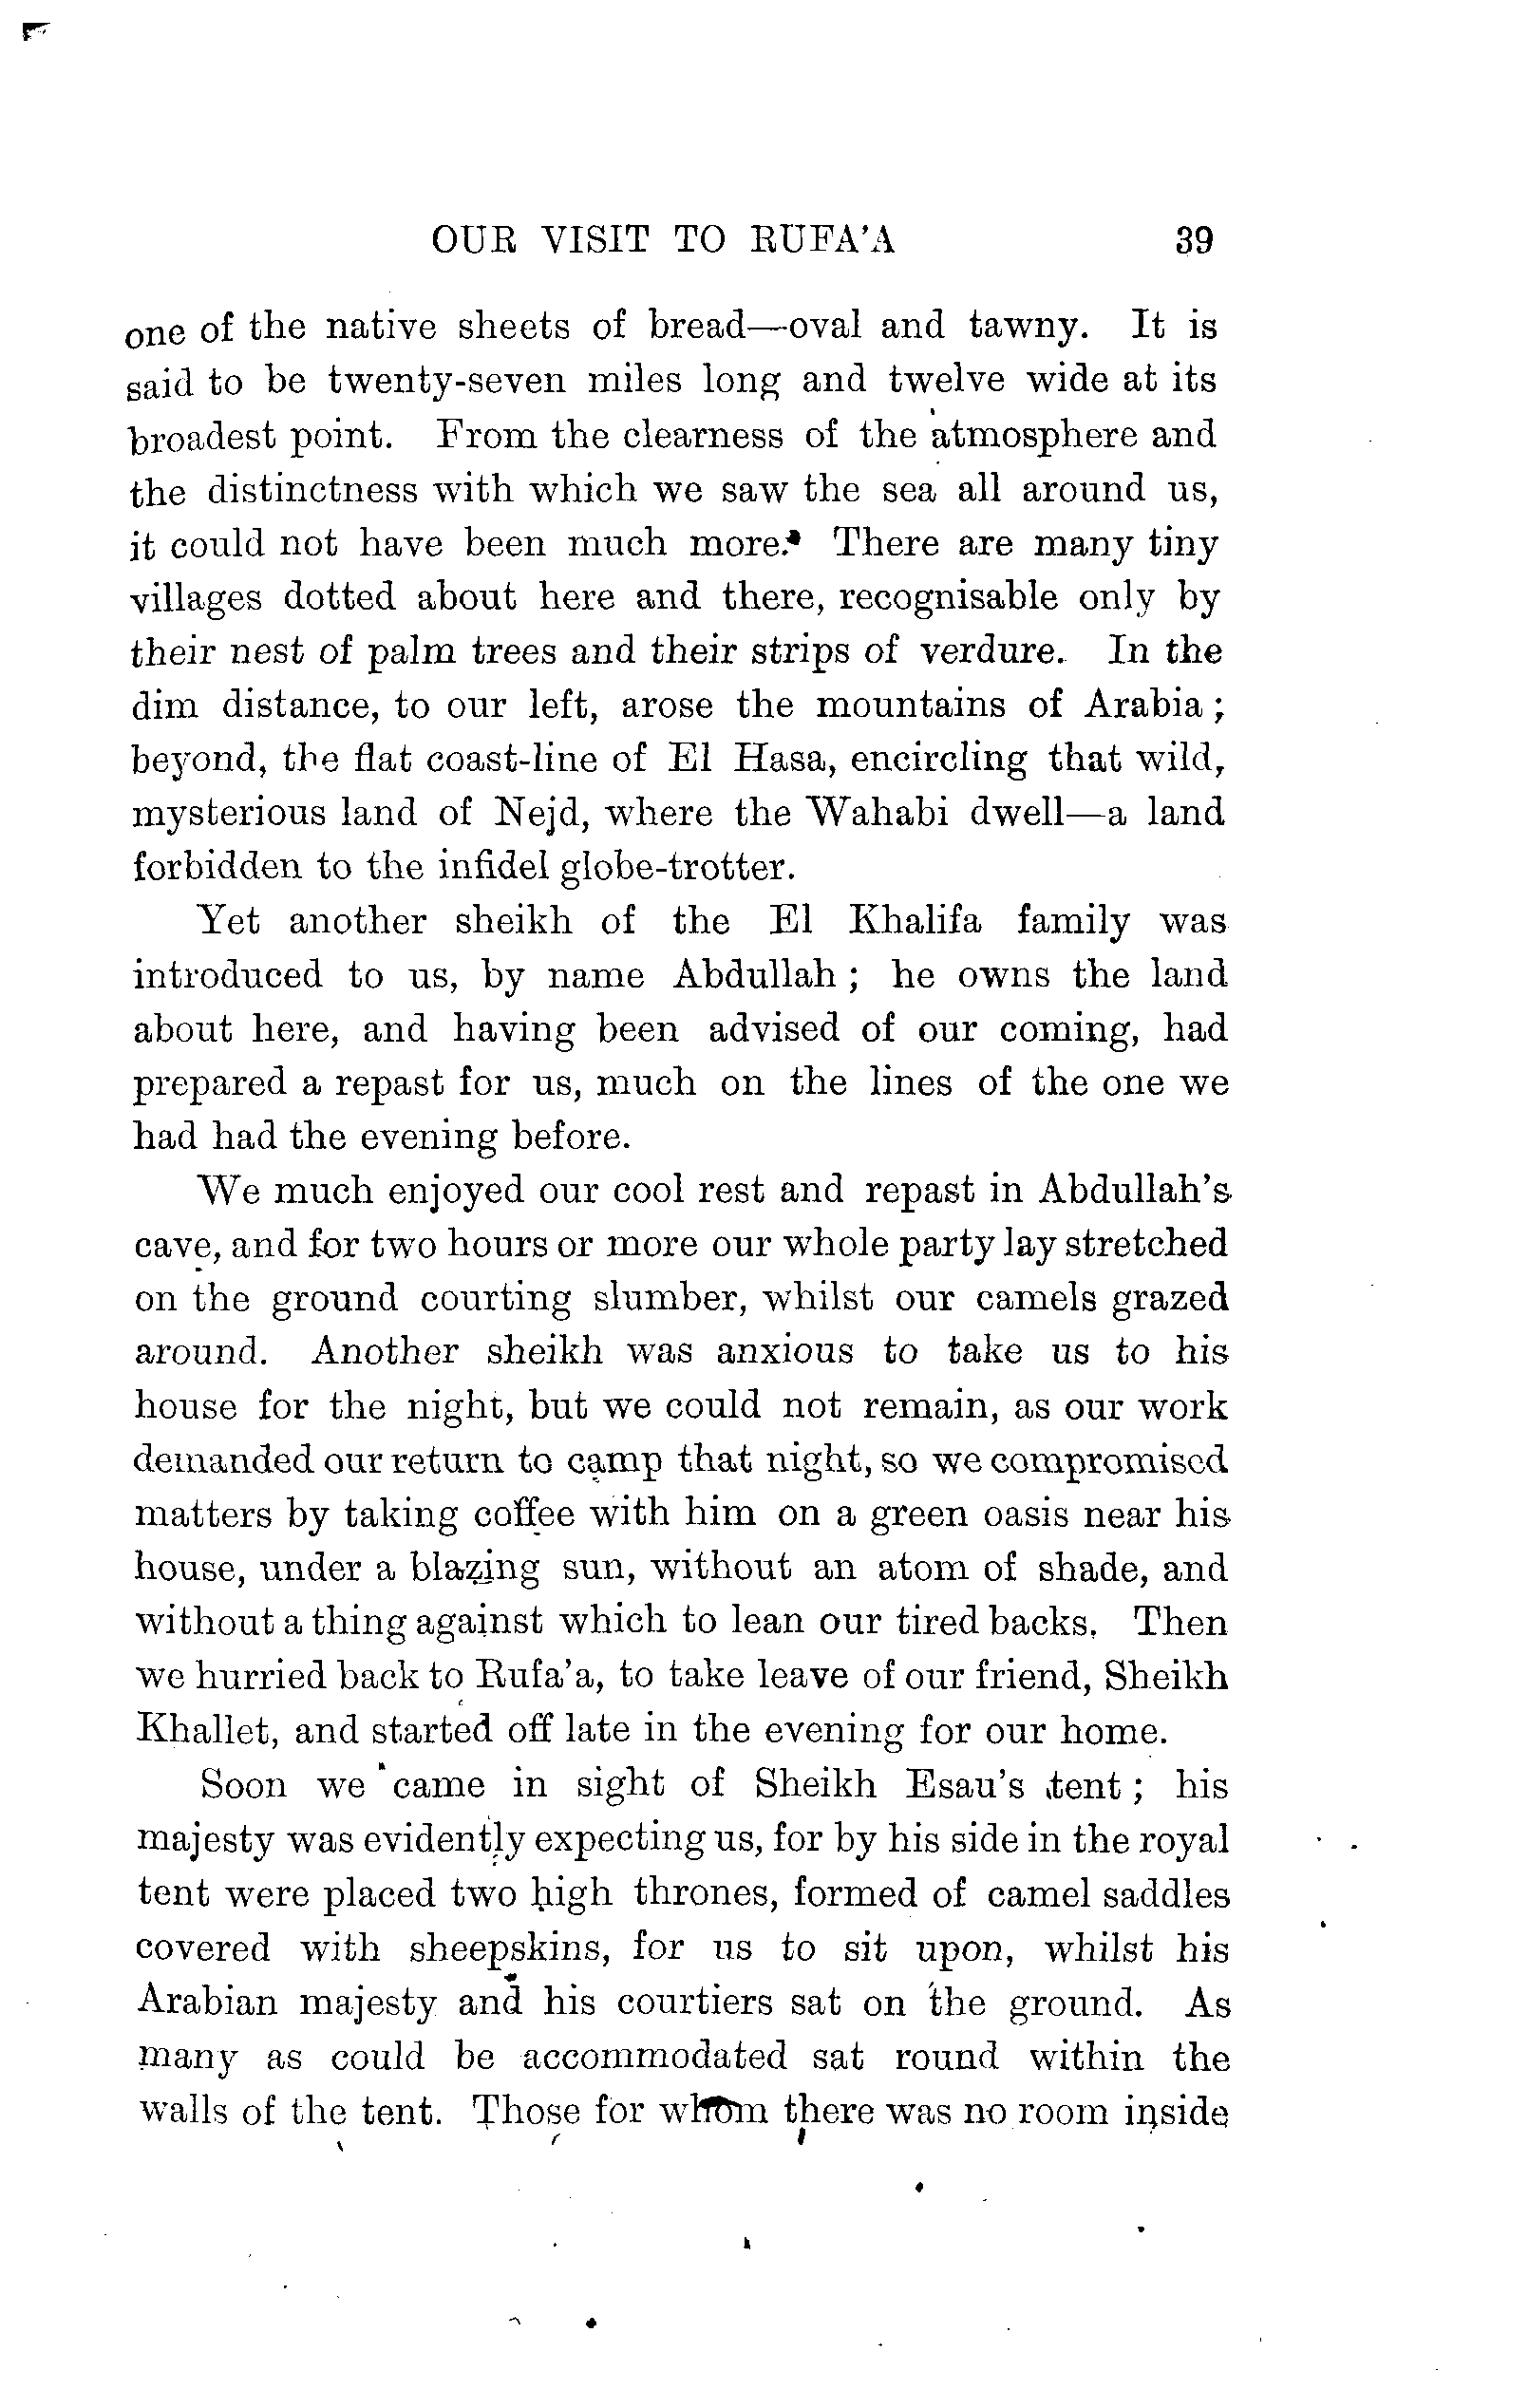 OUR VISIT TO RUFA'A 39
one of the native sheets of bread—oval and tawny. It is
said to be twenty-seven miles long and twelve wide at its
broadest point. From the clearness of the atmosphere and
the distinctness with which we saw the sea all around us,
it could not have been much more. There are many tiny
villages dotted about here and there, recognisable only by
their nest of palm trees and their strips of verdure. In the
dim distance, to our left, arose the mountains of Arabia;
beyond, the flat coast-line of El Hasa, encircling that wild,
mysterious land of Nejd, where the Wahabi dwell—a land
forbidden to the infidel globe-trotter.
Yet another sheikh of the El Khalifa family was
introduced to us, by name Abdullah; he owns the land
about here, and having been advised of our coming, had
prepared a repast for us, much on the lines of the one we
had had the evening before.
We much enjoyed our cool rest and repast in Abdullah's
cave, and for two hours or more our whole party lay stretched
on the ground courting slumber, whilst our camels grazed
around. Another sheikh was anxious to take us to his
house for the night, but we could not remain, as our work
demanded our return to camp that night, so we compromised
matters by taking coffee with him on a green oasis near his
house, under a blazing sun, without an atom of shade, and
without a thing against which to lean our tired backs. Then
we hurried back to Rufa'a, to take leave of our friend, Sheikh
Khallet, and started off late in the evening for our home.
Soon we came in sight of Sheikh Esau's tent; his
majesty was evidently expecting us, for by his side in the royal
tent were placed two high thrones, formed of camel saddles
covered with sheepskins, for us to sit upon, whilst his
Arabian majesty and his courtiers sat on the ground. As
many as could be accommodated sat round within the
walls of the tent. Those for whom there was no room inside